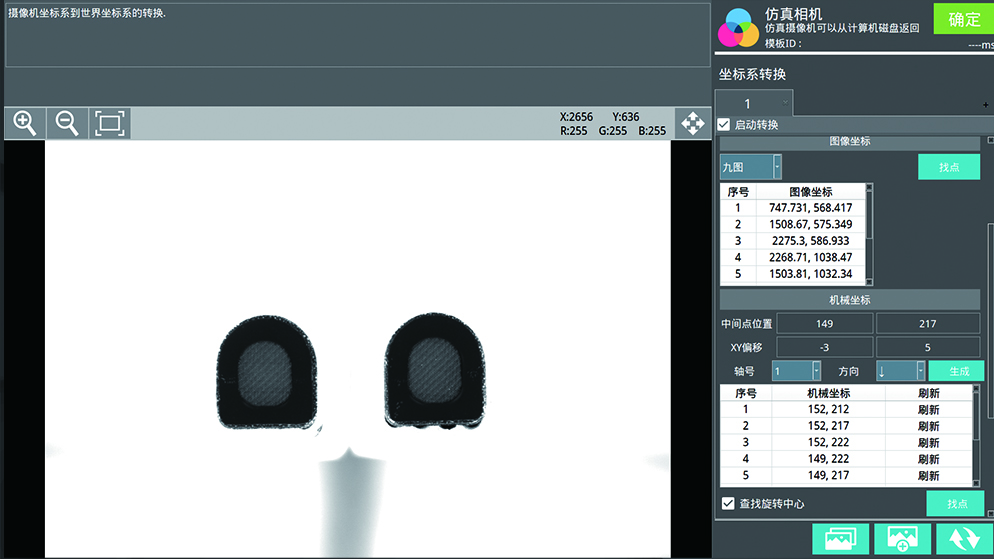 摄像机坐标系到世界坐标系的转换.
仿真相机
仿真摄像机可以从计算机磁盘返回
模板ID：
----ms
确定
X:2656 Y:636
R:255 G:255 B:255
坐标系转换
1
+
启动转换
图像坐标
九图
找点
序号 图像坐标
1 747.731, 568.417
2 1508.67, 575.349
3 2275.3, 586.933
4 2268.71, 1038.47
5 1503.81, 1032.34
机械坐标
中间点位置 149 217
XY偏移 -3 5
轴号 1 方向 ↓ 生成
序号 机械坐标 刷新
1 152, 212 刷新
2 152, 217 刷新
3 152, 222 刷新
4 149, 222 刷新
5 149, 217 刷新
查找旋转中心 找点